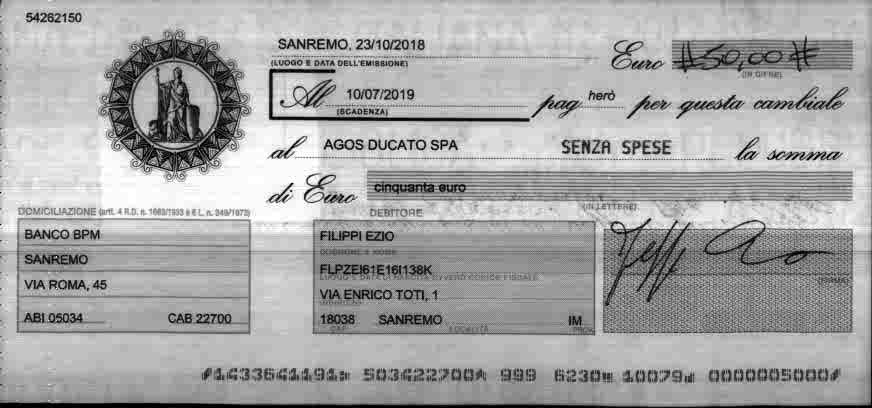 54262150
SANREMO, 23/10/2018
(LUOGO E DATA DELL'EMISSIONE)
Euro #50,00#
(IN CIFRE)
Al 10/07/2019 pagherò per questa cambiale
(SCADENZA)
al AGOS DUCATO SPA SENZA SPESE la somma
di Euro cinquanta euro
(IN LETTERE)
DOMICILIAZIONE (artt. 4 R.D. n. 1669/1933 e 6 L. n. 349/1973)
BANCO BPM
SANREMO
VIA ROMA, 45
ABI 05034 CAB 22700
DEBITORE
FILIPPI EZIO
COGNOME E NOME
FLPZEI61E16I138K
LUOGO E DATA DI NASCITA OVVERO CODICE FISCALE
VIA ENRICO TOTI, 1
INDIRIZZO
18038 SANREMO IM
CAP LOCALITÀ PROV.
(FIRMA)
1433641191 503422700 999 6230 10079 0000005000